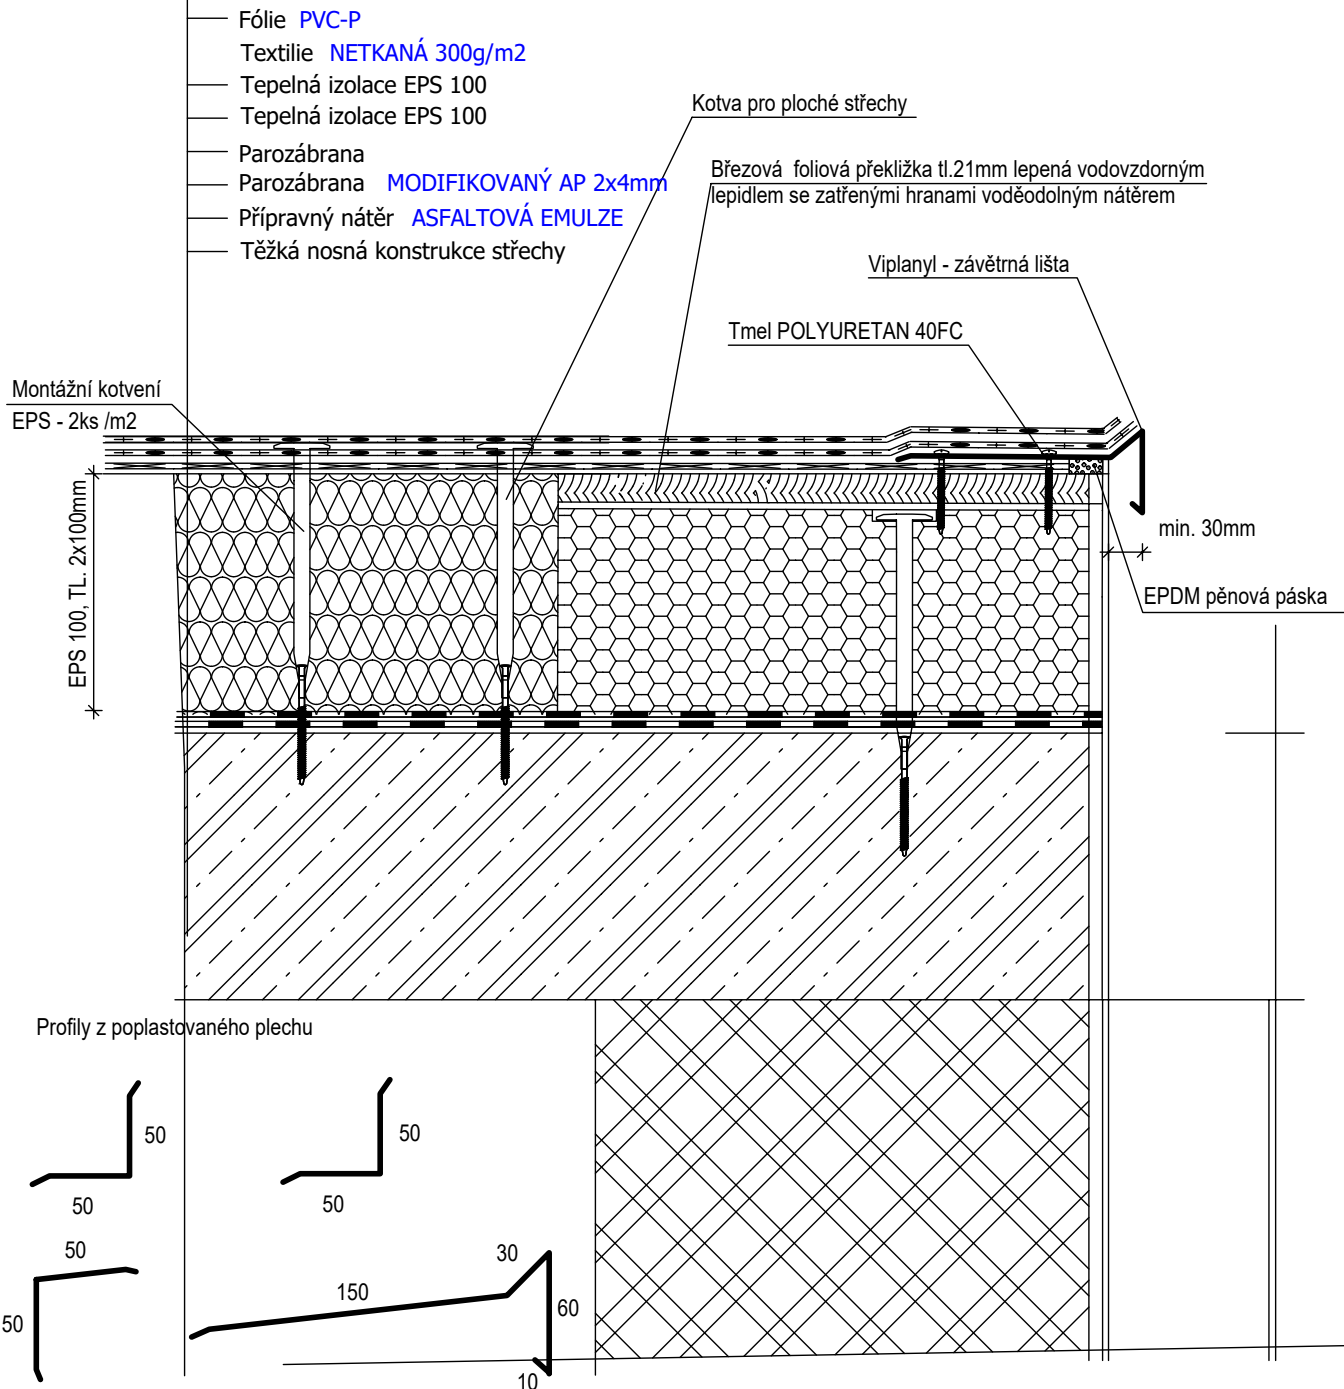 Fólie PVC-P
Textilie NETKANÁ 300g/m2
Tepelná izolace EPS 100
Tepelná izolace EPS 100
Parozábrana
Parozábrana MODIFIKOVANÝ AP 2x4mm
Přípravný nátěr ASFALTOVÁ EMULZE
Těžká nosná konstrukce střechy
Kotva pro ploché střechy
Březová foliová překližka tl.21mm lepená vodovzdorným
lepidlem se zatřenými hranami voděodolným nátěrem
Viplanyl - závětrná lišta
Tmel POLYURETAN 40FC
Montážní kotvení
EPS - 2ks /m2
EPS 100, TL. 2x100mm
min. 30mm
EPDM pěnová páska
Profily z poplastovaného plechu
50
50
50
50
50
50
150
30
60
10